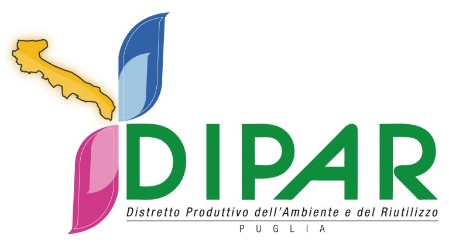 DIPAR
Distretto Produttivo dell'Ambiente e del Riutilizzo
PUGLIA